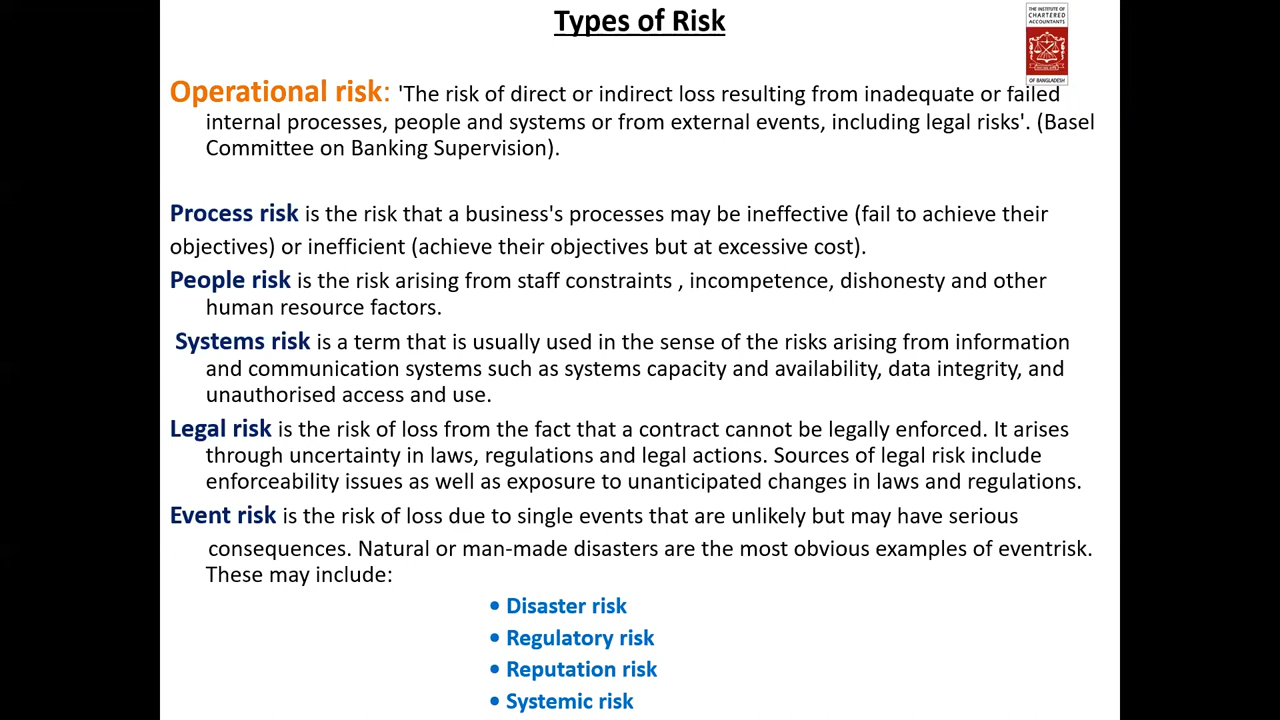 Types of Risk
THE INSTITUTE OF
CHARTERED
ACCOUNTANTS
OF BANGLADESH
Operational risk: 'The risk of direct or indirect loss resulting from inadequate or failed
internal processes, people and systems or from external events, including legal risks'. (Basel
Committee on Banking Supervision).
Process risk is the risk that a business's processes may be ineffective (fail to achieve their
objectives) or inefficient (achieve their objectives but at excessive cost).
People risk is the risk arising from staff constraints , incompetence, dishonesty and other
human resource factors.
Systems risk is a term that is usually used in the sense of the risks arising from information
and communication systems such as systems capacity and availability, data integrity, and
unauthorised access and use.
Legal risk is the risk of loss from the fact that a contract cannot be legally enforced. It arises
through uncertainty in laws, regulations and legal actions. Sources of legal risk include
enforceability issues as well as exposure to unanticipated changes in laws and regulations.
Event risk is the risk of loss due to single events that are unlikely but may have serious
consequences. Natural or man-made disasters are the most obvious examples of eventrisk.
These may include:
• Disaster risk
• Regulatory risk
• Reputation risk
• Systemic risk